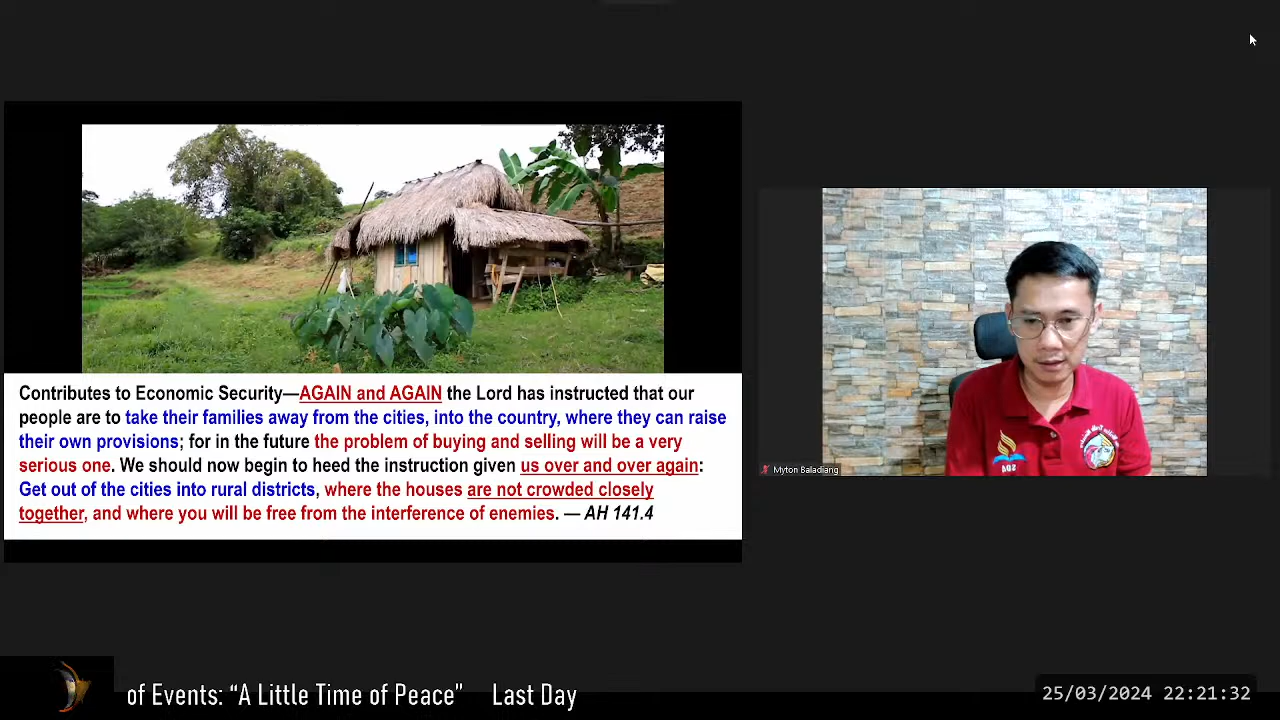 Contributes to Economic Security—AGAIN and AGAIN the Lord has instructed that our
people are to take their families away from the cities, into the country, where they can raise
their own provisions; for in the future the problem of buying and selling will be a very
serious one. We should now begin to heed the instruction given us over and over again:
Get out of the cities into rural districts, where the houses are not crowded closely
together, and where you will be free from the interference of enemies. — AH 141.4
SDA
Myton Baladiang
of Events: “A Little Time of Peace” Last Day
25/03/2024 22:21:32